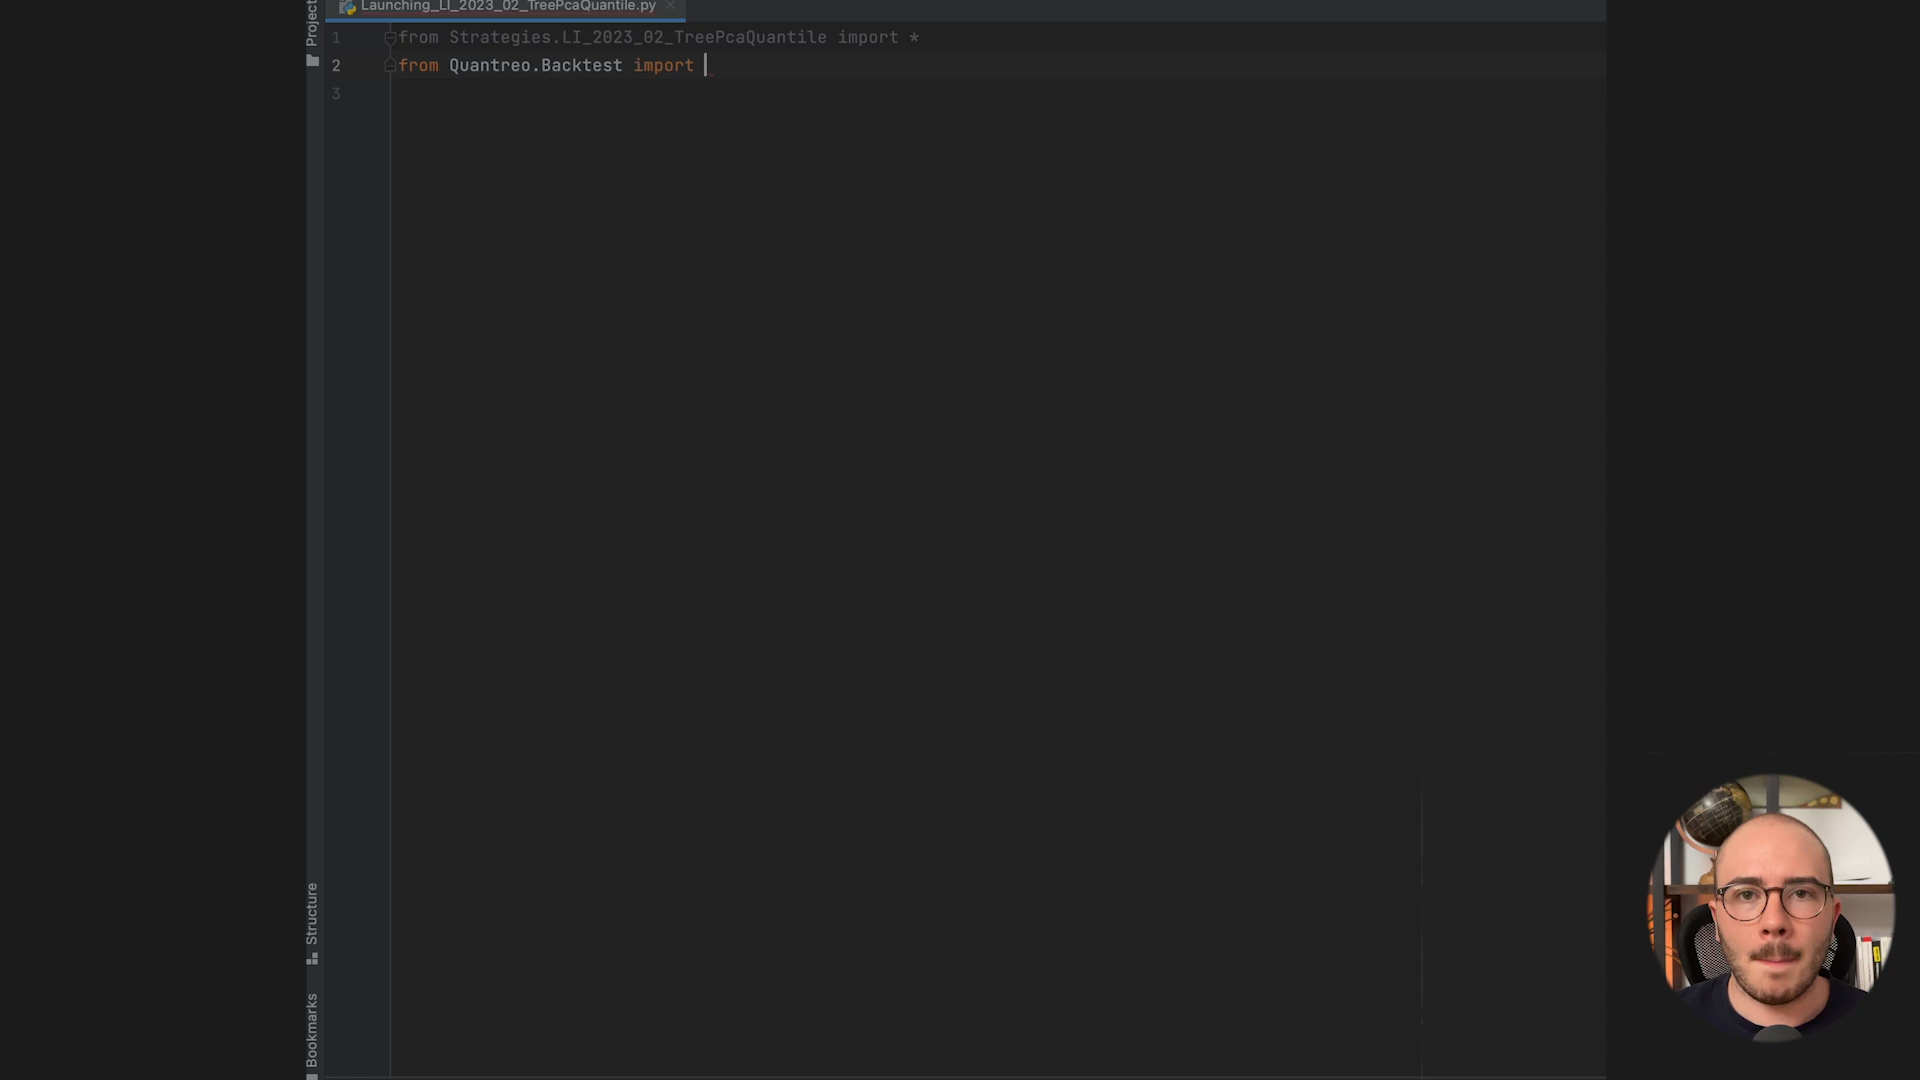 Launching_LI_2023_02_TreePcaQuantile.py
Project
1 from Strategies.LI_2023_02_TreePcaQuantile import *
2 from Quantreo.Backtest import
3
Structure
Bookmarks